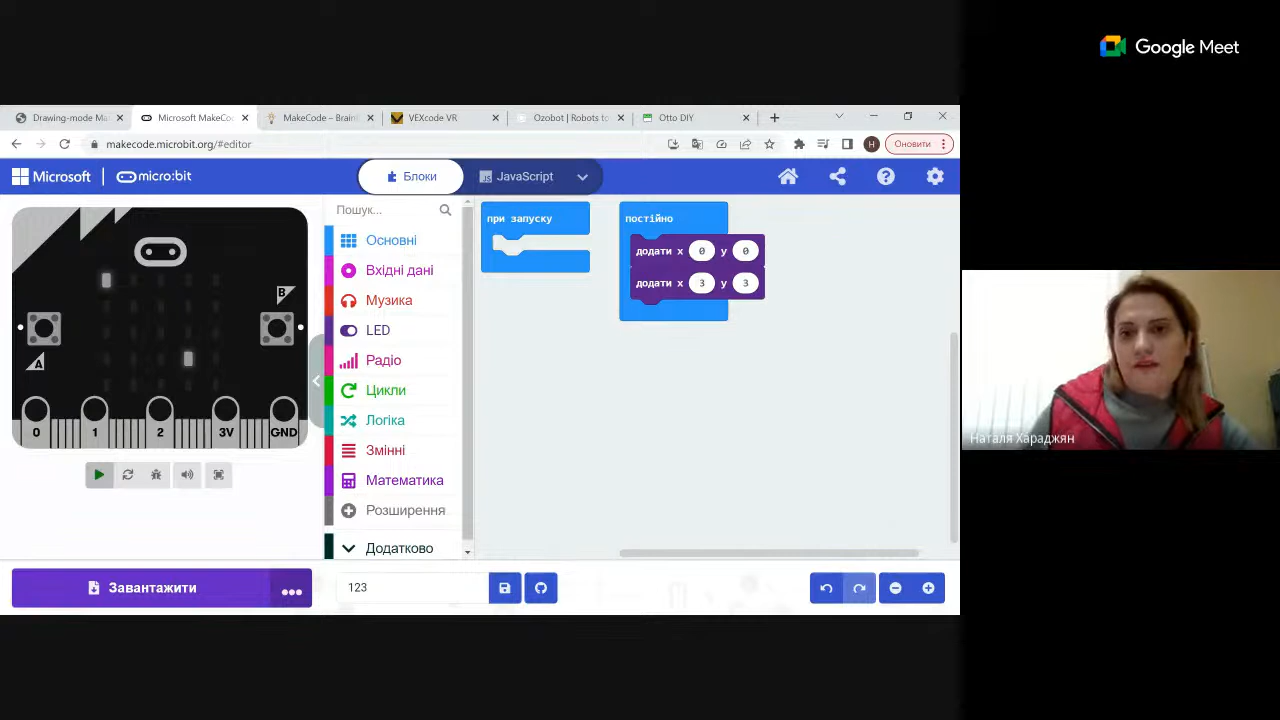 Google Meet
Drawing-mode Ma
Microsoft MakeCo
MakeCode – Brain
VEXcode VR
Ozobot | Robots to
Otto DIY
makecode.microbit.org/#editor
H
Оновити
Microsoft
micro:bit
Блоки
JS JavaScript
Пошук...
Основні
Вхідні дані
Музика
LED
Радіо
Цикли
Логіка
Змінні
Математика
Розширення
Додатково
A
B
0 1 2 3V GND
при запуску
постійно
додати x 0 y 0
додати x 3 y 3
Завантажити
123
Наталя Хараджян